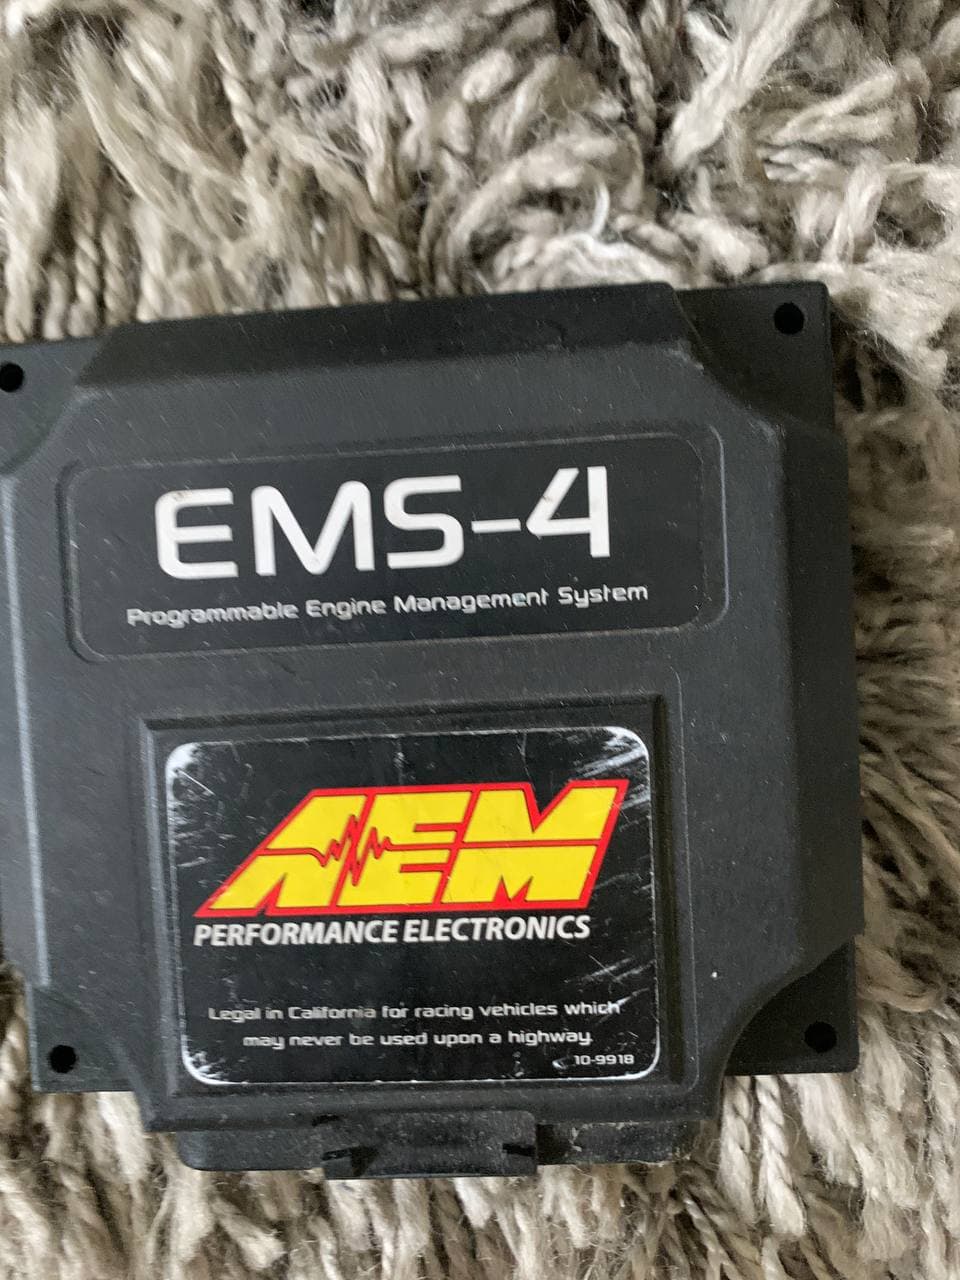 EMS-4
Programmable Engine Management System
AEM
PERFORMANCE ELECTRONICS
Legal in California for racing vehicles which
may never be used upon a highway.
10-9918